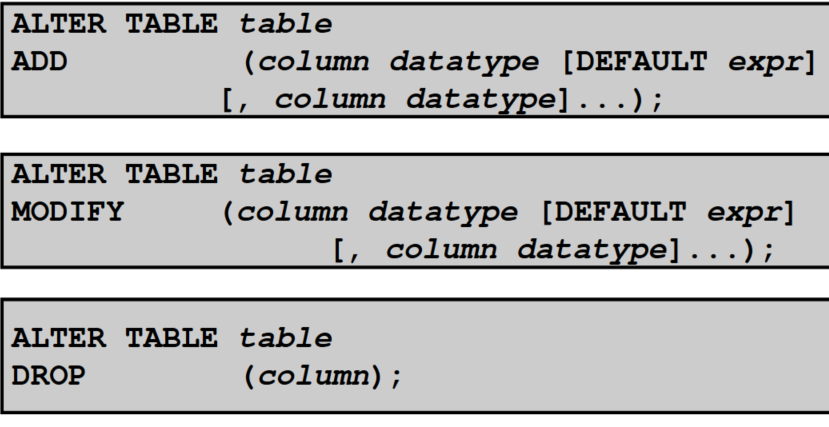 ALTER TABLE table
ADD (column datatype [DEFAULT expr]
[, column datatype]...);
ALTER TABLE table
MODIFY (column datatype [DEFAULT expr]
[, column datatype]...);
ALTER TABLE table
DROP (column);